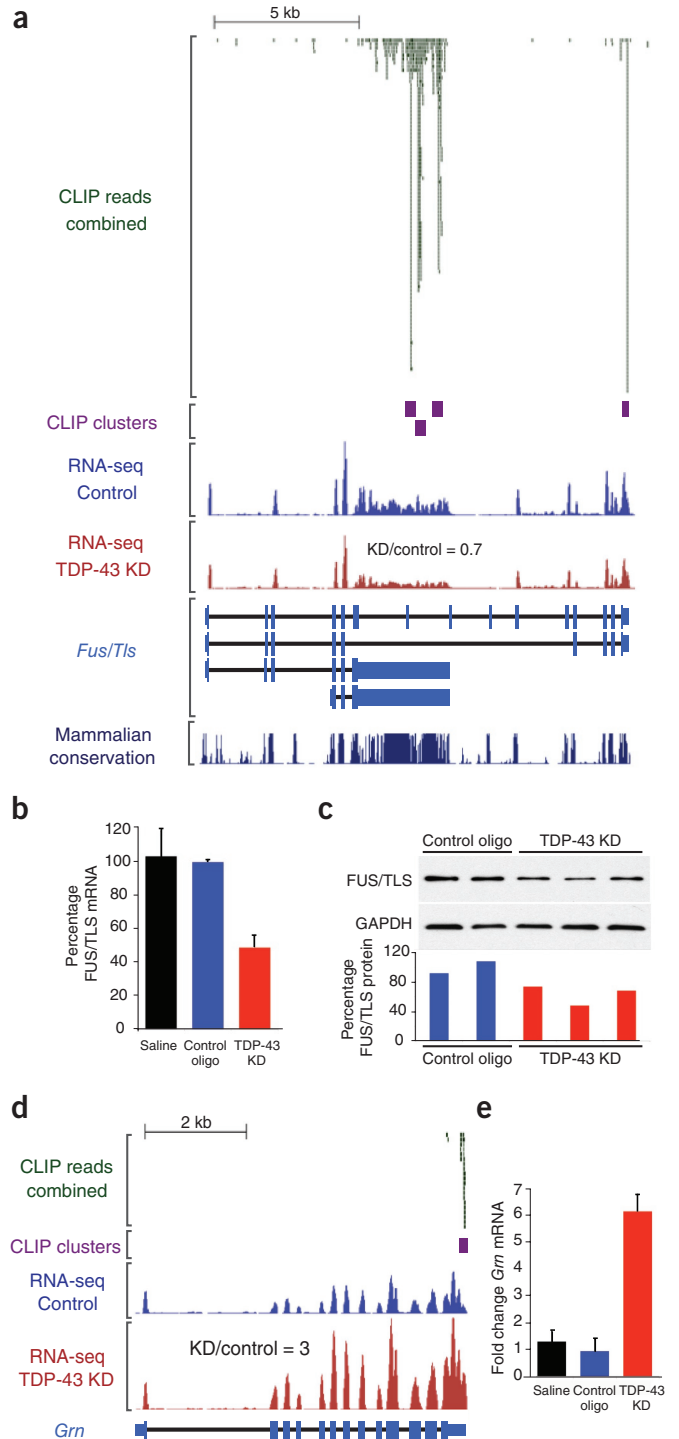 a
5 kb
CLIP reads
combined
CLIP clusters
RNA-seq
Control
RNA-seq
TDP-43 KD
KD/control = 0.7
Fus/Tls
Mammalian
conservation
b
Percentage
FUS/TLS mRNA
120
100
80
60
40
20
0
Saline
Control
oligo
TDP-43
KD
c
Control oligo
TDP-43 KD
FUS/TLS
GAPDH
Percentage
FUS/TLS protein
120
80
40
0
Control oligo
TDP-43 KD
d
2 kb
CLIP reads
combined
CLIP clusters
RNA-seq
Control
RNA-seq
TDP-43 KD
KD/control = 3
Grn
e
Fold change Grn mRNA
7
6
5
4
3
2
1
0
Saline
Control
oligo
TDP-43
KD